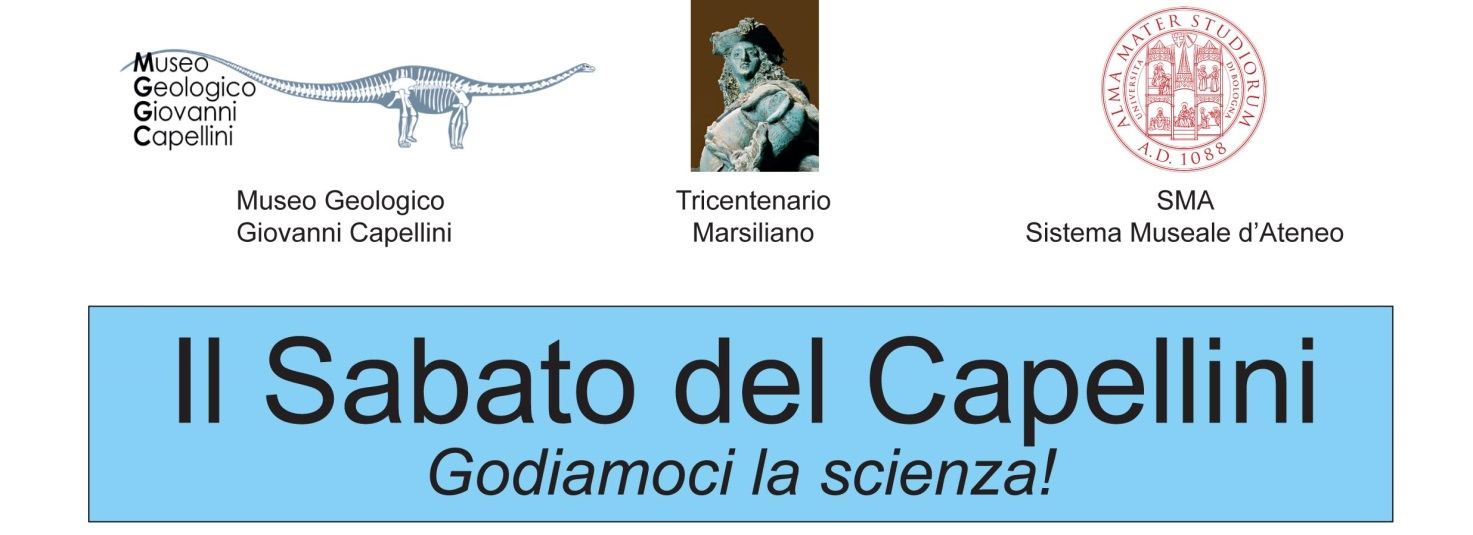 Museo
Geologico
Giovanni
Capellini
ALMA MATER STUDIORUM
UNIVERSITA DI BOLOGNA
A.D. 1088
Museo Geologico
Giovanni Capellini
Tricentenario
Marsiliano
SMA
Sistema Museale d’Ateneo
Il Sabato del Capellini
Godiamoci la scienza!